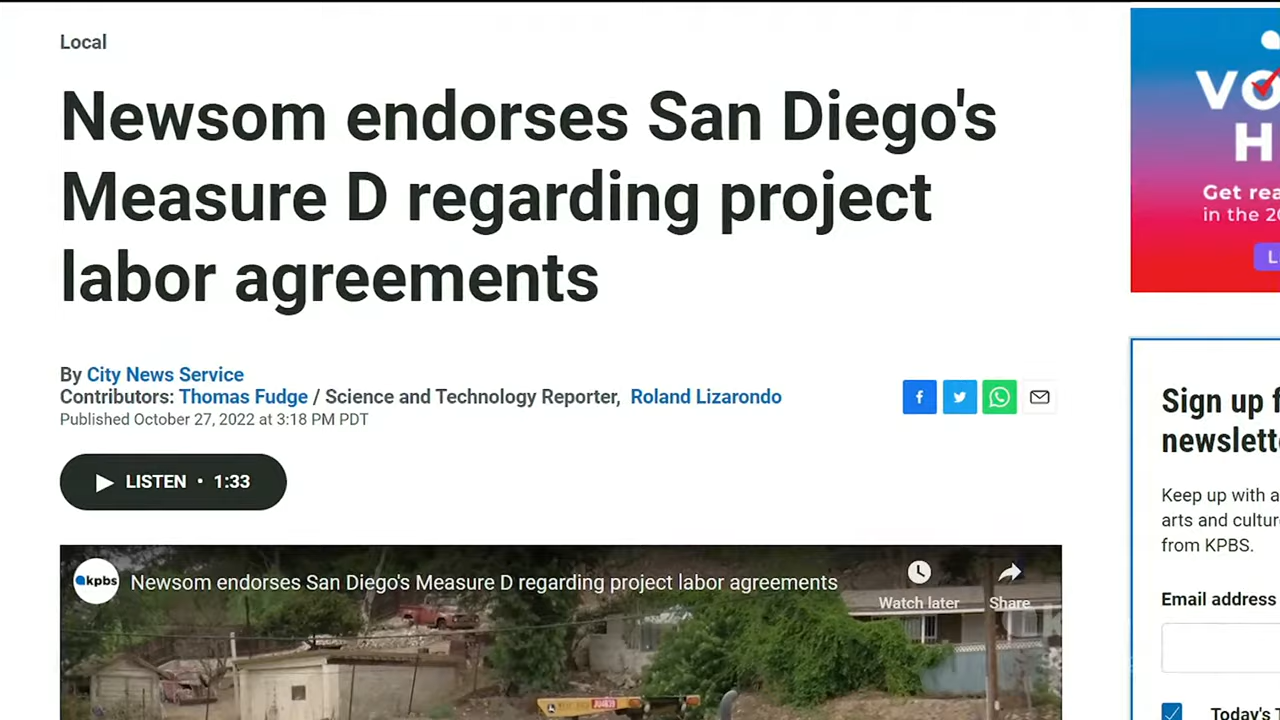 Local
Newsom endorses San Diego's
Measure D regarding project
labor agreements
By City News Service
Contributors: Thomas Fudge / Science and Technology Reporter, Roland Lizarondo
Published October 27, 2022 at 3:18 PM PDT
LISTEN • 1:33
kpbs
Newsom endorses San Diego's Measure D regarding project labor agreements
Watch later
Share
Get rea
in the 20
L
Sign up f
newslett
Keep up with a
arts and cultur
from KPBS.
Email address
Today's T